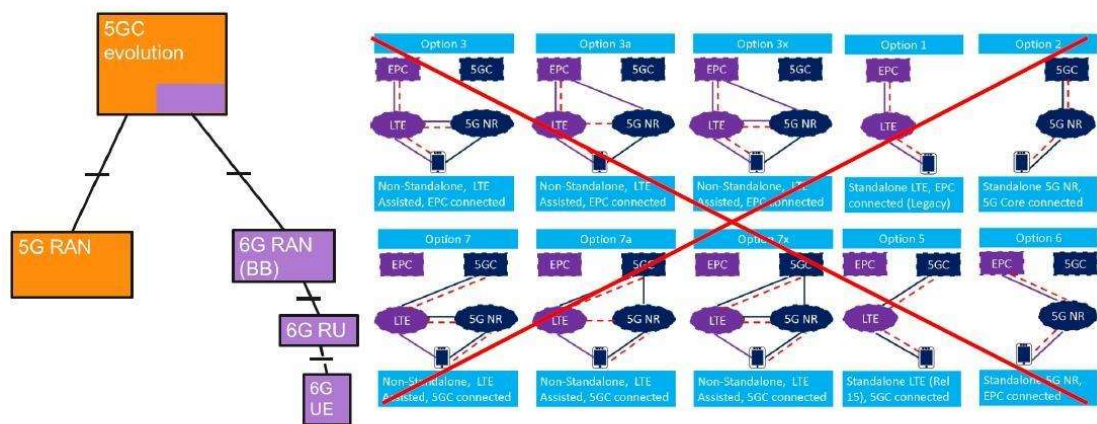 5GC
evolution
5G RAN
6G RAN
(BB)
6G RU
6G
UE
Option 3
EPC
5GC
LTE
5G NR
Non-Standalone, LTE
Assisted, EPC connected
Option 3a
EPC
5GC
LTE
5G NR
Non-Standalone, LTE
Assisted, EPC connected
Option 3x
EPC
5GC
LTE
5G NR
Non-Standalone, LTE
Assisted, EPC connected
Option 1
EPC
LTE
Standalone LTE, EPC
connected (Legacy)
Option 2
5GC
5G NR
Standalone 5G NR,
5G Core connected
Option 7
EPC
5GC
LTE
5G NR
Non-Standalone, LTE
Assisted, 5GC connected
Option 7a
EPC
5GC
LTE
5G NR
Non-Standalone, LTE
Assisted, 5GC connected
Option 7x
EPC
5GC
LTE
5G NR
Non-Standalone, LTE
Assisted, 5GC connected
Option 5
EPC
5GC
LTE
Standalone LTE (Rel
15), 5GC connected
Option 6
EPC
5GC
5G NR
Standalone 5G NR,
EPC connected